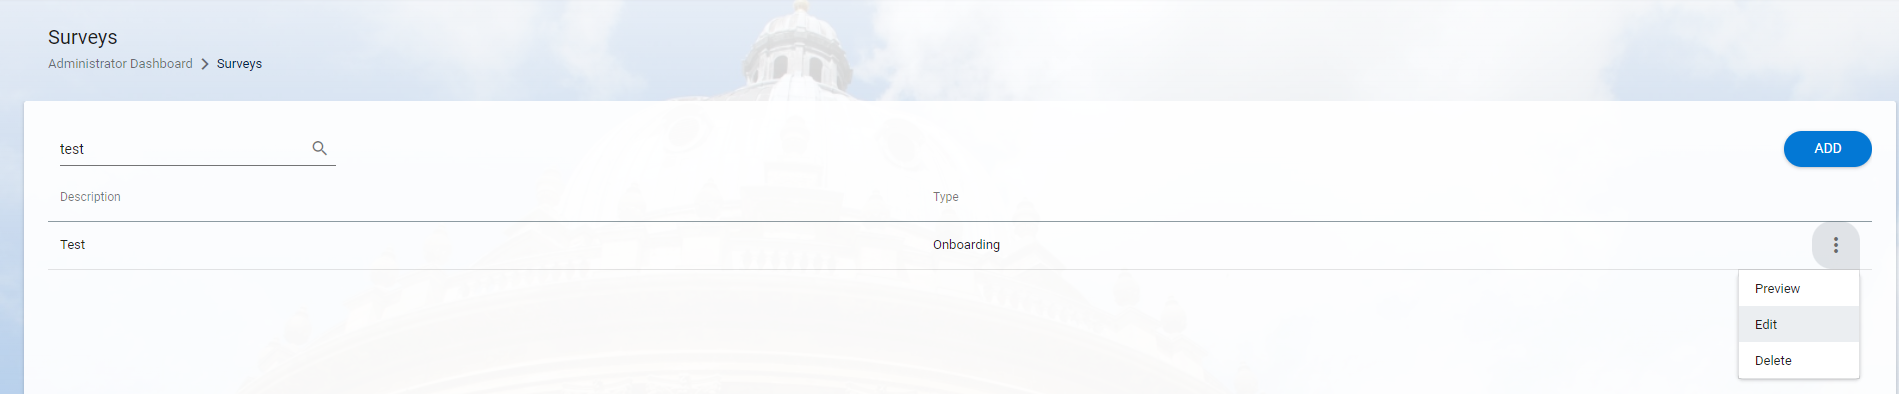 Surveys
Administrator Dashboard > Surveys
test
ADD
Description Type
Test Onboarding
Preview
Edit
Delete